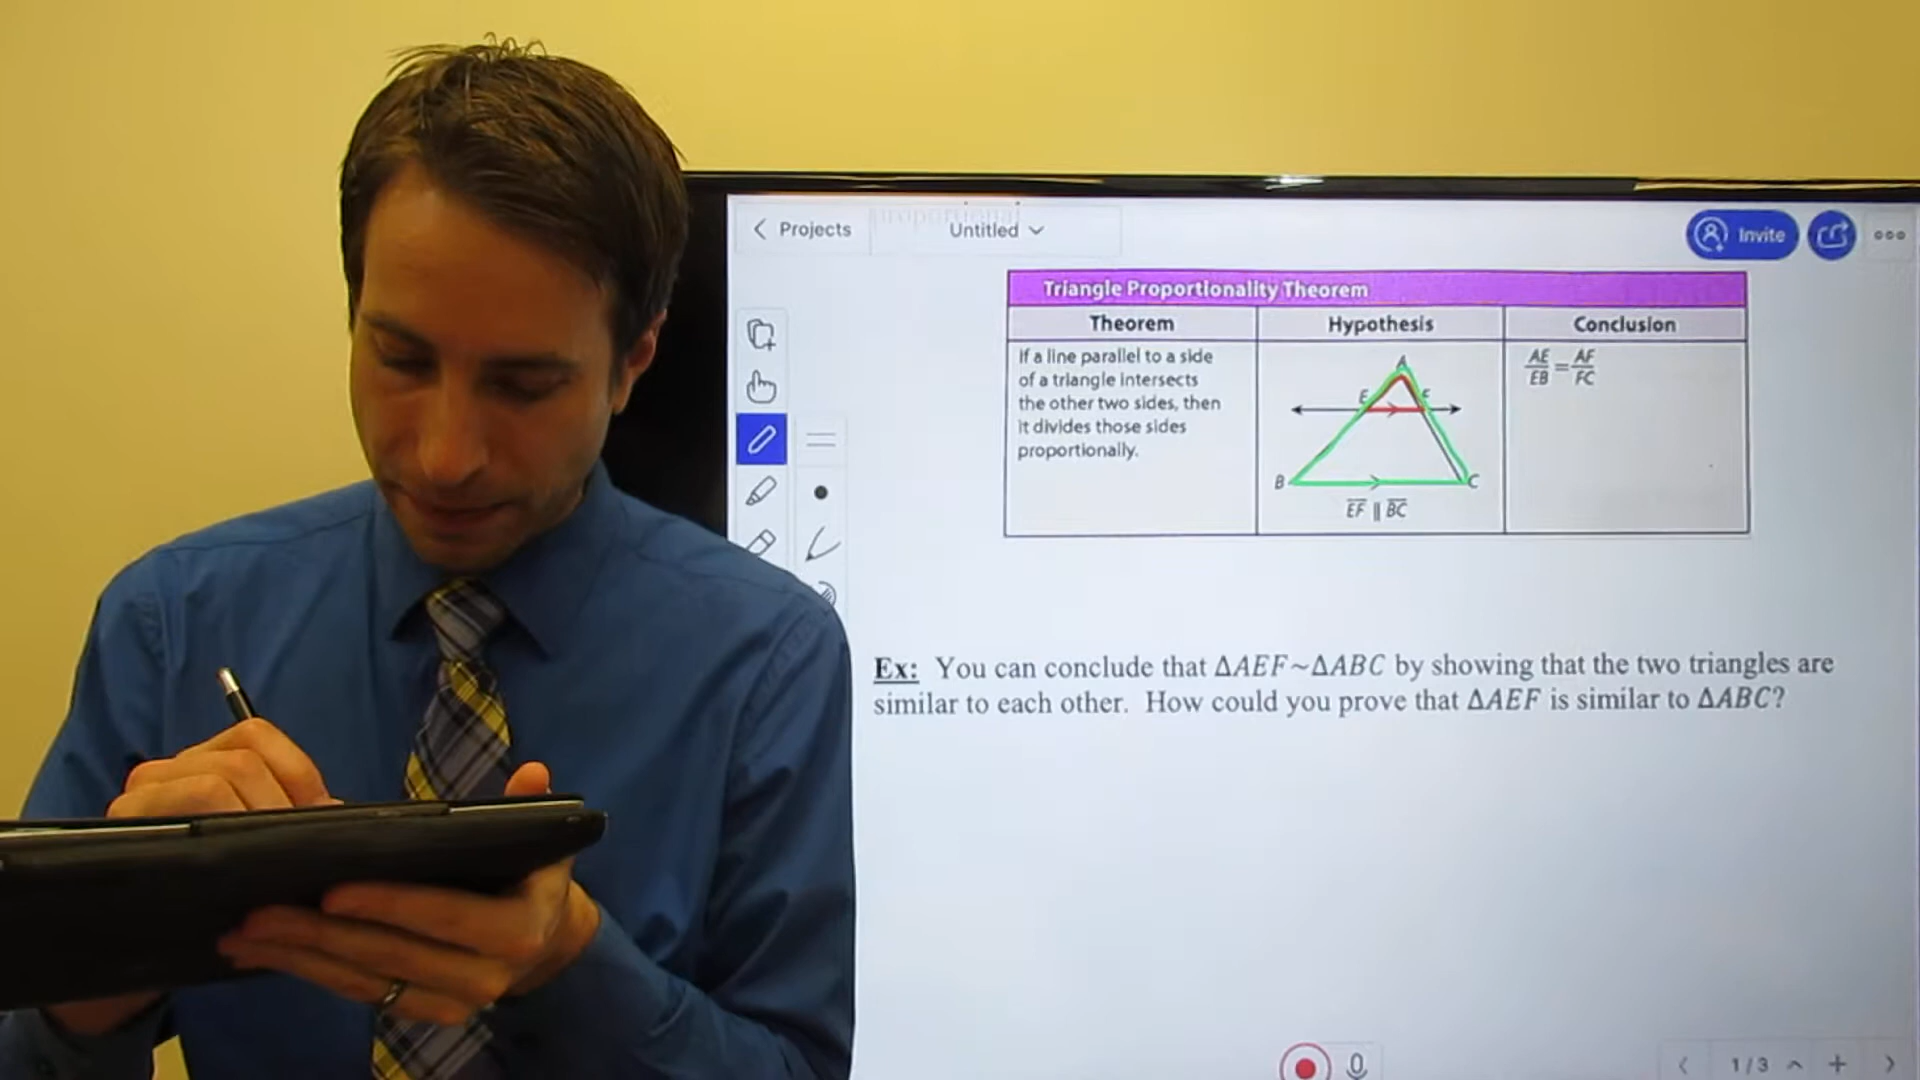 Projects
Untitled
Invite
Triangle Proportionality Theorem
Theorem
Hypothesis
Conclusion
If a line parallel to a side
of a triangle intersects
the other two sides, then
it divides those sides
proportionally.
A
E F
B C
EF || BC
AE/EB = AF/FC
Ex: You can conclude that ΔAEF~ΔABC by showing that the two triangles are
similar to each other. How could you prove that ΔAEF is similar to ΔABC?
1/3